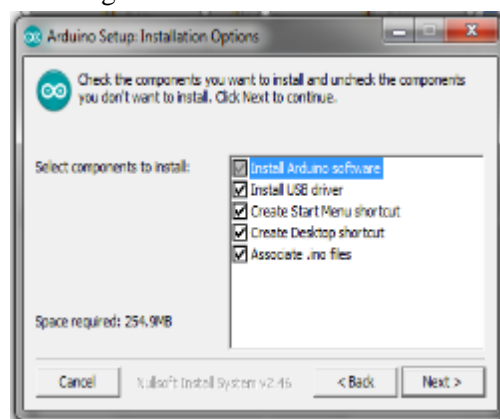 Arduino Setup: Installation Options
Check the components you want to install and uncheck the components
you don't want to install. Click Next to continue.
Select components to install:
Install Arduino software
Install USB driver
Create Start Menu shortcut
Create Desktop shortcut
Associate .ino files
Space required: 254.9MB
Cancel
Nullsoft Install System v2.46
< Back
Next >